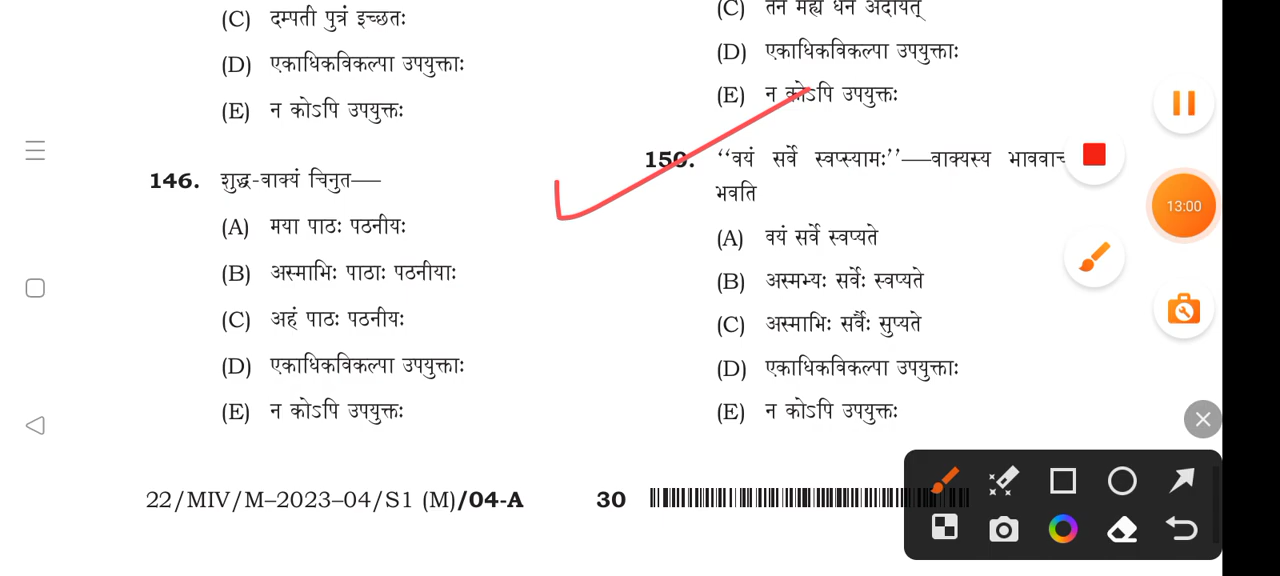 (C) दम्पती पुत्रं इच्छतः
(D) एकाधिकविकल्पा उपयुक्ताः
(E) न कोऽपि उपयुक्तः
146. शुद्ध-वाक्यं चिनुत—
(A) मया पाठः पठनीयः
(B) अस्माभिः पाठाः पठनीयाः
(C) अहं पाठः पठनीयः
(D) एकाधिकविकल्पा उपयुक्ताः
(E) न कोऽपि उपयुक्तः
(C) तेन मह्यं धनं अदायत्
(D) एकाधिकविकल्पा उपयुक्ताः
(E) न कोऽपि उपयुक्तः
150. ‘‘वयं सर्वे स्वप्स्यामः’’—वाक्यस्य
भवति
(A) वयं सर्वे स्वप्यते
(B) अस्मभ्यः सर्वेः स्वप्यते
(C) अस्माभिः सर्वैः सुप्यते
(D) एकाधिकविकल्पा उपयुक्ताः
(E) न कोऽपि उपयुक्तः
22/MIV/M–2023–04/S1 (M)/04-A 30
13:00